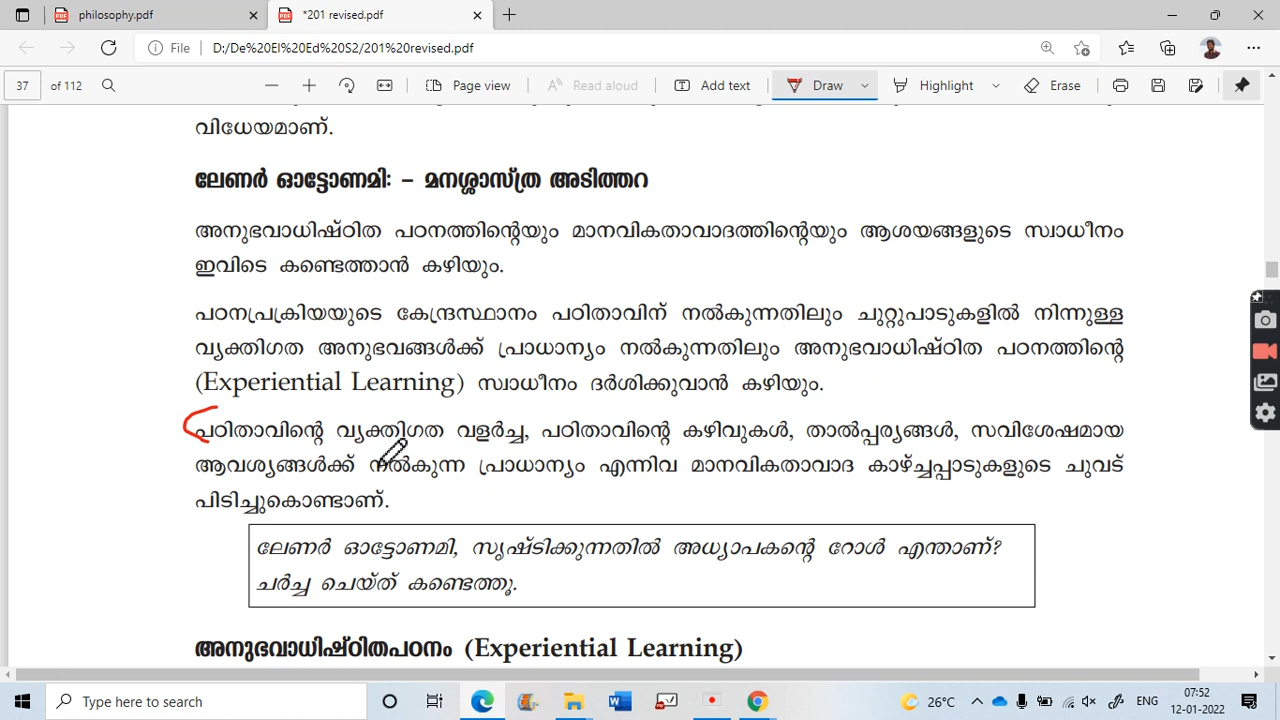 philosophy.pdf
*201 revised.pdf
File D:/De%20El%20Ed%20S2/201%20revised.pdf
37 of 112 Page view Read aloud Add text Draw Highlight Erase
വിധേയമാണ്.
ലേണർ ഓട്ടോണമി: – മനശ്ശാസ്ത്ര അടിത്തറ
അനുഭവാധിഷ്ഠിത പഠനത്തിന്റെയും മാനവികതാവാദത്തിന്റെയും ആശയങ്ങളുടെ സ്വാധീനം
ഇവിടെ കണ്ടെത്താൻ കഴിയും.
പഠനപ്രക്രിയയുടെ കേന്ദ്രസ്ഥാനം പഠിതാവിന് നൽകുന്നതിലും ചുറ്റുപാടുകളിൽ നിന്നുള്ള
വ്യക്തിഗത അനുഭവങ്ങൾക്ക് പ്രാധാന്യം നൽകുന്നതിലും അനുഭവാധിഷ്ഠിത പഠനത്തിന്റെ
(Experiential Learning) സ്വാധീനം ദർശിക്കുവാൻ കഴിയും.
പഠിതാവിന്റെ വ്യക്തിഗത വളർച്ച, പഠിതാവിന്റെ കഴിവുകൾ, താൽപ്പര്യങ്ങൾ, സവിശേഷമായ
ആവശ്യങ്ങൾക്ക് നൽകുന്ന പ്രാധാന്യം എന്നിവ മാനവികതാവാദ കാഴ്ച്ചപ്പാടുകളുടെ ചുവട്
പിടിച്ചുകൊണ്ടാണ്.
ലേണർ ഓട്ടോണമി, സൃഷ്ടിക്കുന്നതിൽ അധ്യാപകന്റെ റോൾ എന്താണ്?
ചർച്ച ചെയ്ത് കണ്ടെത്തൂ.
അനുഭവാധിഷ്ഠിതപഠനം (Experiential Learning)
Type here to search
26°C ENG 07:52
12-01-2022